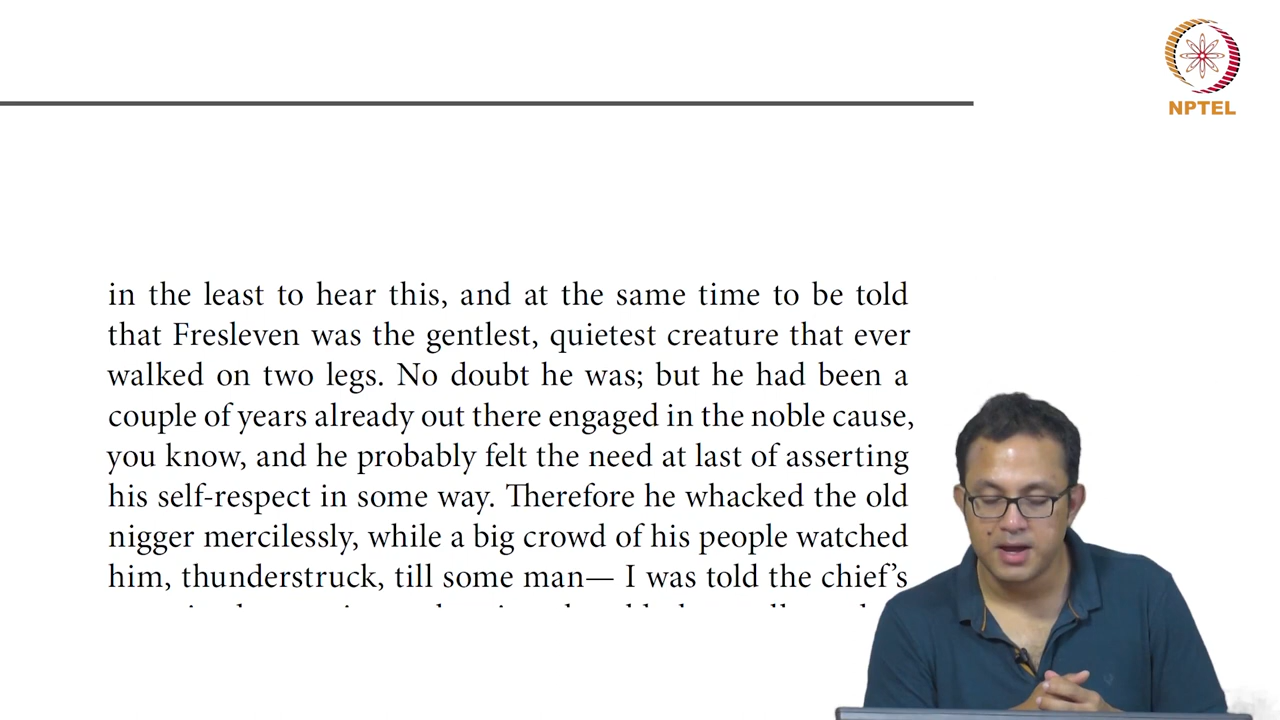 NPTEL
in the least to hear this, and at the same time to be told
that Fresleven was the gentlest, quietest creature that ever
walked on two legs. No doubt he was; but he had been a
couple of years already out there engaged in the noble cause,
you know, and he probably felt the need at last of asserting
his self-respect in some way. Therefore he whacked the old
nigger mercilessly, while a big crowd of his people watched
him, thunderstruck, till some man— I was told the chief’s